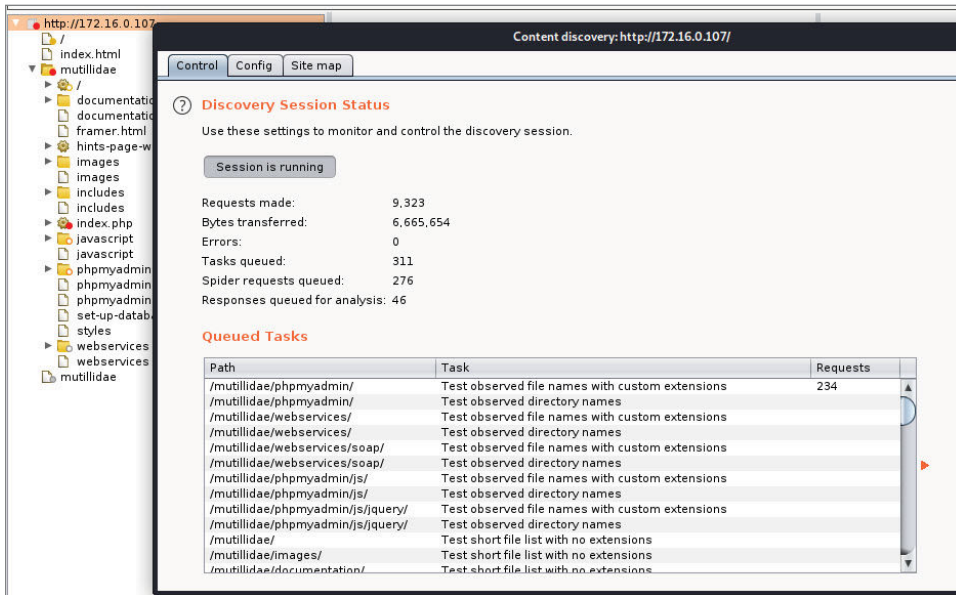 http://172.16.0.107
/
index.html
mutillidae
/
documentatio
documentatio
framer.html
hints-page-w
images
images
includes
includes
index.php
javascript
javascript
phpmyadmin
phpmyadmin
phpmyadmin
set-up-datab
styles
webservices
webservices
mutillidae
Content discovery: http://172.16.0.107/
Control Config Site map
? Discovery Session Status
Use these settings to monitor and control the discovery session.
Session is running
Requests made: 9,323
Bytes transferred: 6,665,654
Errors: 0
Tasks queued: 311
Spider requests queued: 276
Responses queued for analysis: 46
Queued Tasks
Path Task Requests
/mutillidae/phpmyadmin/ Test observed file names with custom extensions 234
/mutillidae/phpmyadmin/ Test observed directory names
/mutillidae/webservices/ Test observed file names with custom extensions
/mutillidae/webservices/ Test observed directory names
/mutillidae/webservices/soap/ Test observed file names with custom extensions
/mutillidae/webservices/soap/ Test observed directory names
/mutillidae/phpmyadmin/js/ Test observed file names with custom extensions
/mutillidae/phpmyadmin/js/ Test observed directory names
/mutillidae/phpmyadmin/js/jquery/ Test observed file names with custom extensions
/mutillidae/phpmyadmin/js/jquery/ Test observed directory names
/mutillidae/ Test short file list with no extensions
/mutillidae/images/ Test short file list with no extensions
/mutillidae/documentation/ Test short file list with no extensions